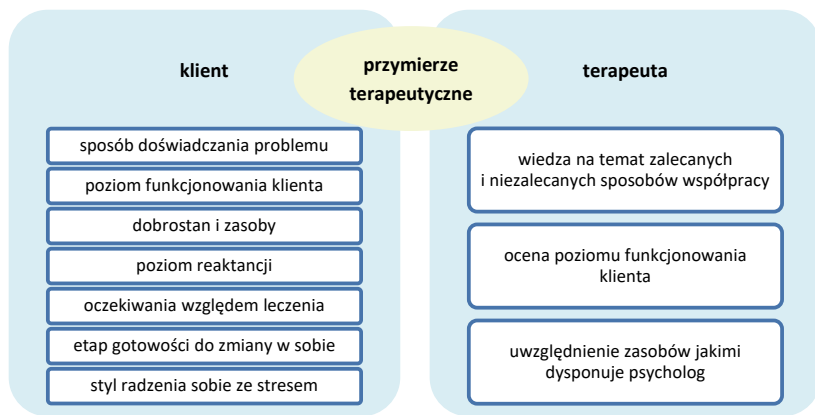 klient
przymierze
terapeutyczne
terapeuta
sposób doświadczania problemu
poziom funkcjonowania klienta
dobrostan i zasoby
poziom reaktancji
oczekiwania względem leczenia
etap gotowości do zmiany w sobie
styl radzenia sobie ze stresem
wiedza na temat zalecanych
i niezalecanych sposobów współpracy
ocena poziomu funkcjonowania
klienta
uwzględnienie zasobów jakimi
dysponuje psycholog